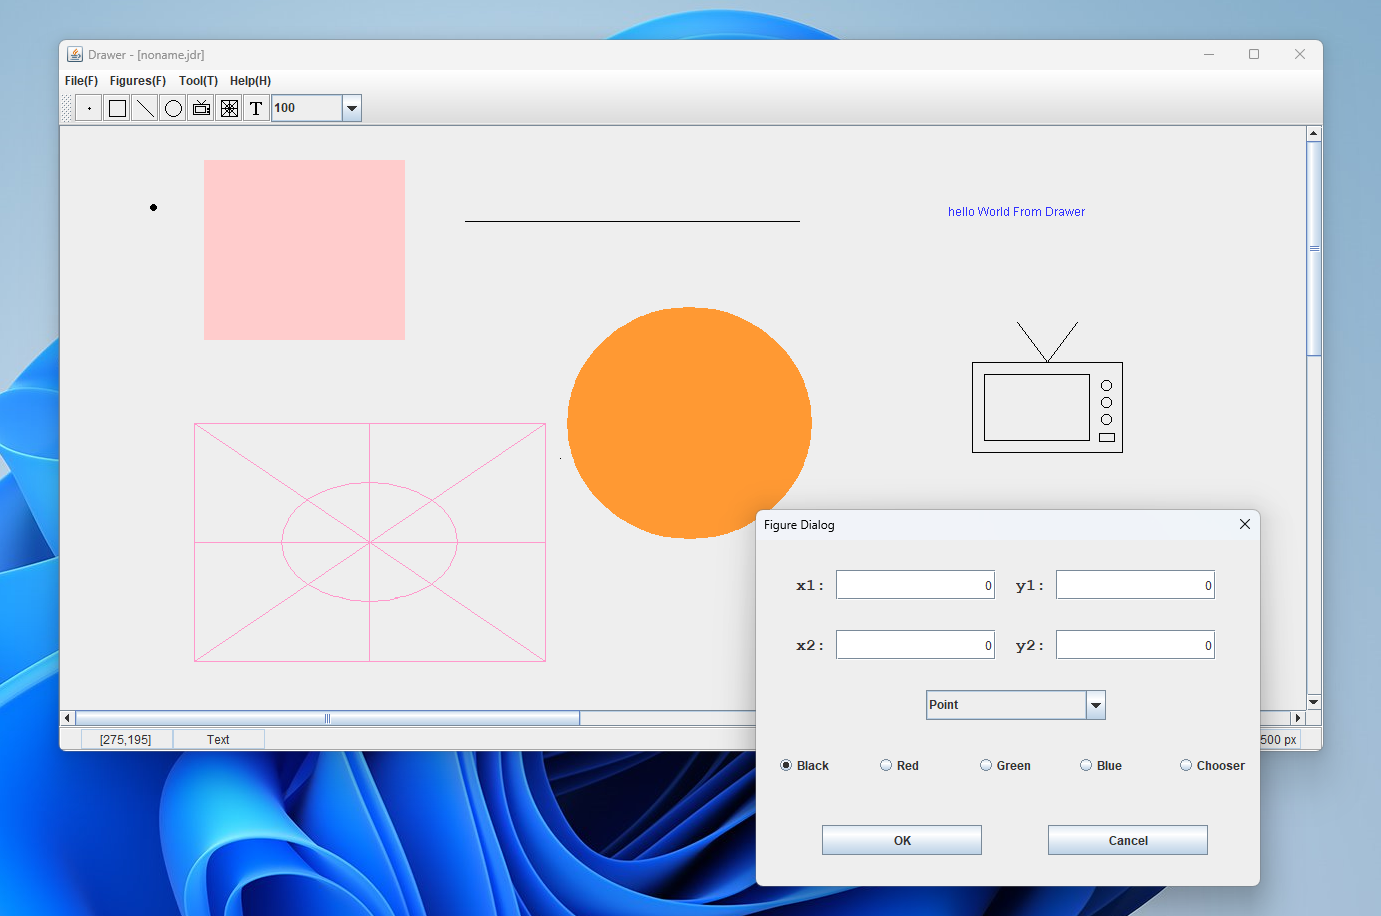 Drawer - [noname.jdr]
File(F) Figures(F) Tool(T) Help(H)
T 100
hello World From Drawer
Figure Dialog
x1: 0 y1: 0
x2: 0 y2: 0
Point
[275,195] Text 500 px
Black Red Green Blue Chooser
OK Cancel